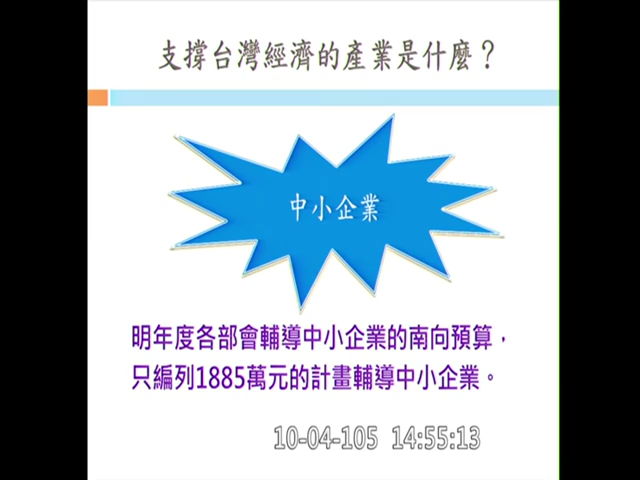 支撐台灣經濟的產業是什麼？
中小企業
明年度各部會輔導中小企業的南向預算，
只編列1885萬元的計畫輔導中小企業。
10-04-105 14:55:13